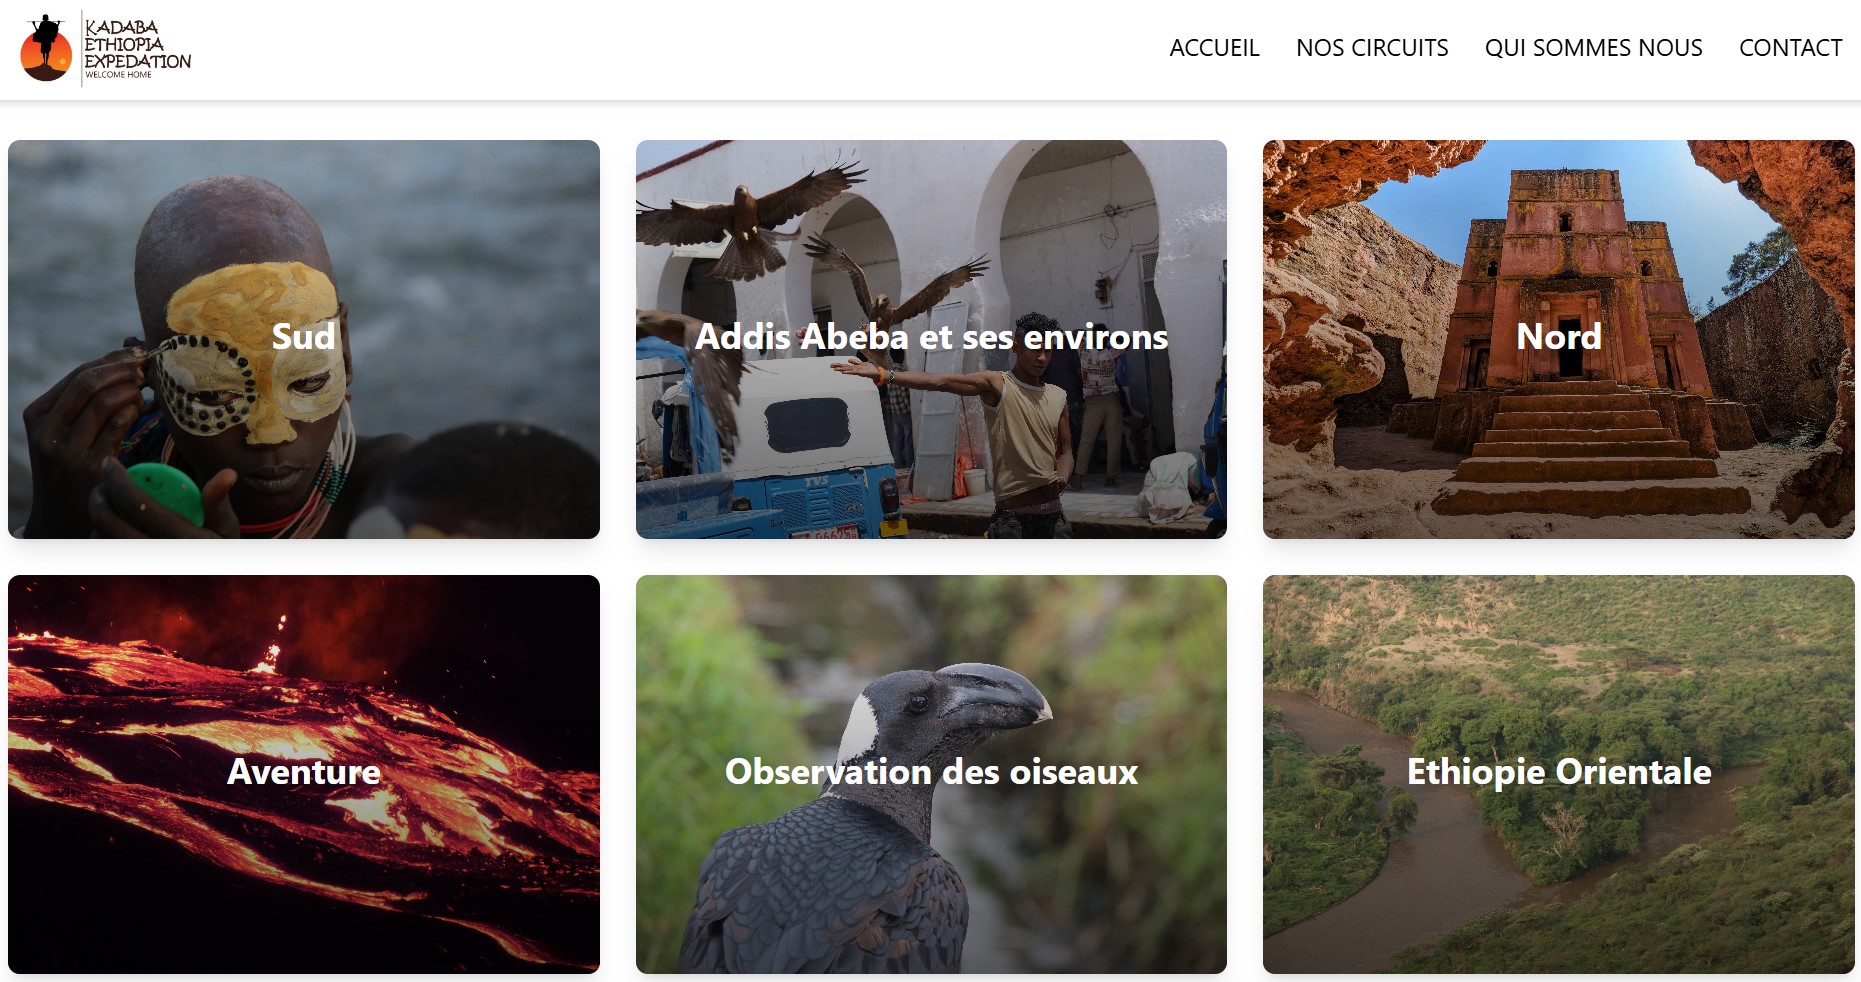 KADABA
ETHIOPIA
EXPEDATION
WELCOME HOME
ACCUEIL NOS CIRCUITS QUI SOMMES NOUS CONTACT
Sud
Addis Abeba et ses environs
TVS
Nord
Aventure
Observation des oiseaux
Ethiopie Orientale